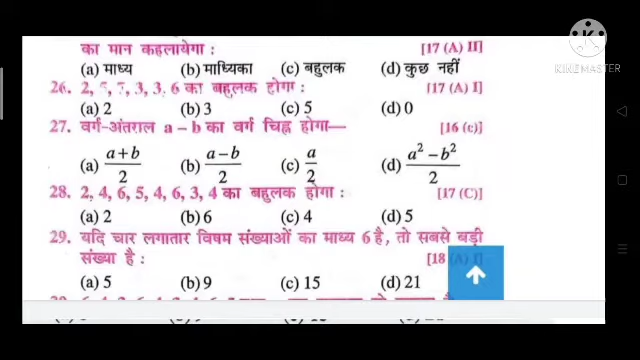 का मान कहलायेगा : [17 (A) II]
(a) माध्य (b) माध्यिका (c) बहुलक (d) कुछ नहीं
26. 2, 5, 7, 3, 3, 6 का बहुलक होगा : [17 (A) I]
(a) 2 (b) 3 (c) 5 (d) 0
27. वर्ग-अंतराल a – b का वर्ग चिह्न होगा— [16 (c)]
(a) a + b / 2 (b) a – b / 2 (c) a / 2 (d) a² – b² / 2
28. 2, 4, 6, 5, 4, 6, 3, 4 का बहुलक होगा : [17 (C)]
(a) 2 (b) 6 (c) 4 (d) 5
29. यदि चार लगातार विषम संख्याओं का माध्य 6 है, तो सबसे बड़ी
संख्या है : [18 (A) I]
(a) 5 (b) 9 (c) 15 (d) 21
KINEMASTER